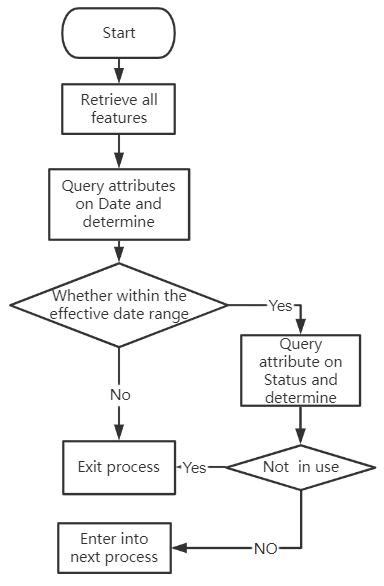 Start
Retrieve all
features
Query attributes
on Date and
determine
Whether within the
effective date range
Yes
Query
attribute on
Status and
determine
No
Exit process
Yes
Not in use
Enter into
next process
NO